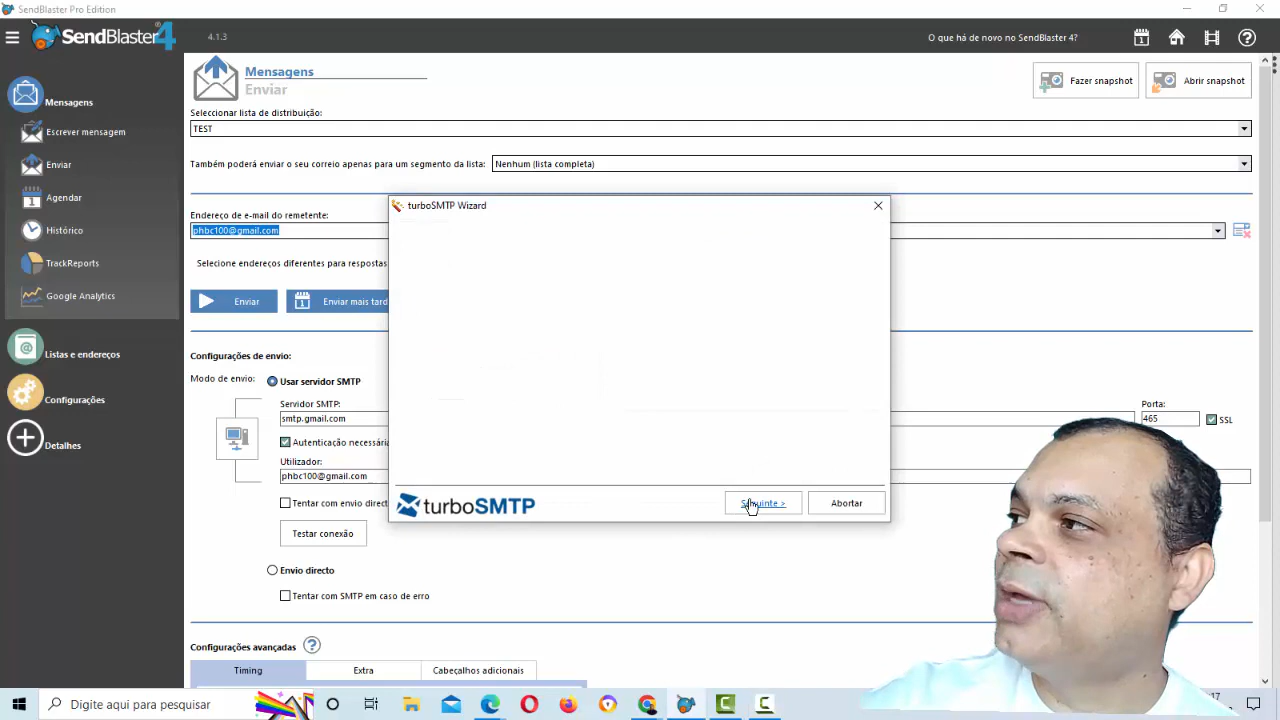 SendBlaster Pro Edition
SendBlaster 4
4.1.3
O que há de novo no SendBlaster 4?
Mensagens
Enviar
Fazer snapshot
Abrir snapshot
Mensagens
Escrever mensagem
Enviar
Agendar
Histórico
TrackReports
Google Analytics
Listas e endereços
Configurações
Detalhes
Seleccionar lista de distribuição:
TEST
Também poderá enviar o seu correio apenas para um segmento da lista:
Nenhum (lista completa)
Endereço de e-mail do remetente:
phbc100@gmail.com
Selecione endereços diferentes para respostas
Enviar
Enviar mais tard
turboSMTP Wizard
turboSMTP
Abortar
Configurações de envio:
Modo de envio:
Usar servidor SMTP
Servidor SMTP:
smtp.gmail.com
Porta:
465
SSL
Autenticação necessária
Utilizador:
phbc100@gmail.com
Tentar com envio direct
Testar conexão
Envio directo
Tentar com SMTP em caso de erro
Configurações avançadas
Timing
Extra
Cabeçalhos adicionais
Digite aqui para pesquisar